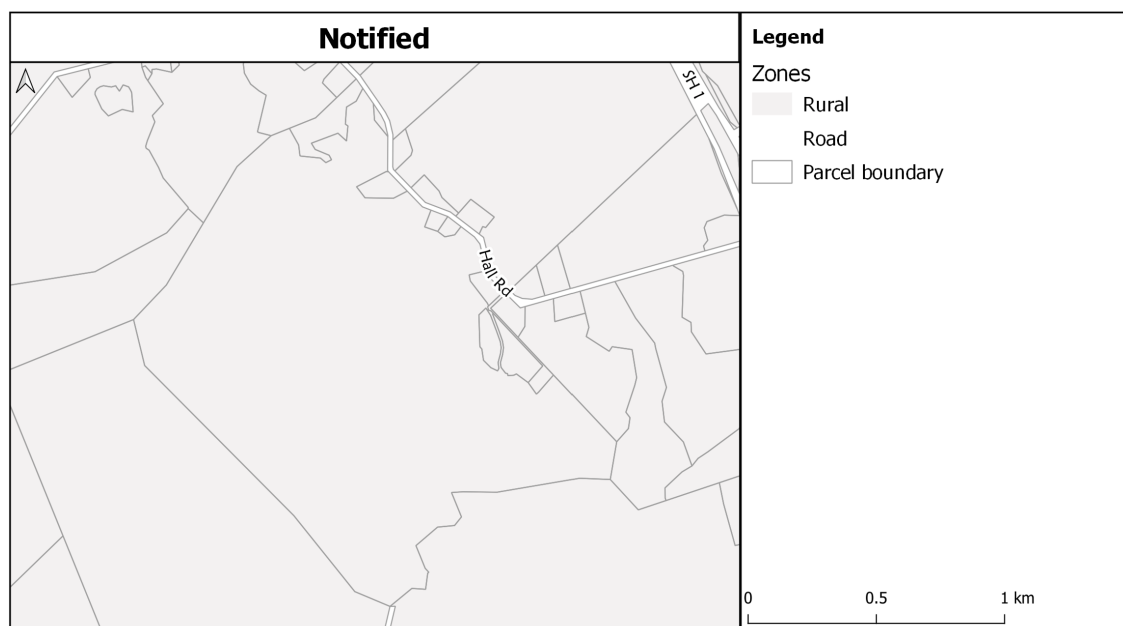 Notified
SH 1
Hall Rd
Legend
Zones
Rural
Road
Parcel boundary
0 0.5 1 km